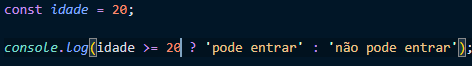 const idade = 20;
console.log(idade >= 20 ? 'pode entrar' : 'não pode entrar');